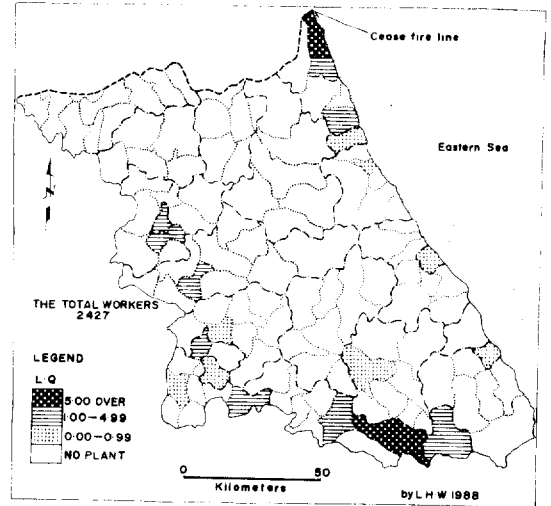 Cease fire line
Eastern Sea
N
THE TOTAL WORKERS
2427
LEGEND
L·Q
5·00 OVER
1·00—4·99
0·00—0·99
NO PLANT
0 50
Kilometers
by L H W 1988